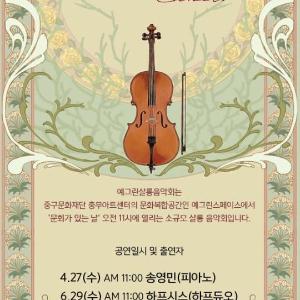 예그린살롱음악회는
중구문화재단 충무아트센터의 문화복합공간인 예그린스페이스에서
'문화가 있는 날' 오전 11시에 열리는 소규모 살롱 음악회입니다.
공연일시 및 출연자
4.27(수) AM 11:00 송영민(피아노)
6.29(수) AM 11:00 하프시스(하프듀오)